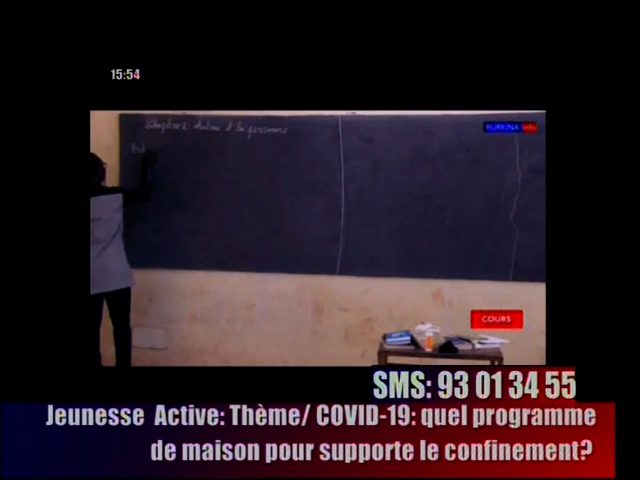 15:54
BURKINA info
COURS
SMS: 93 01 34 55
Jeunesse Active: Thème/ COVID-19: quel programme
de maison pour supporte le confinement?